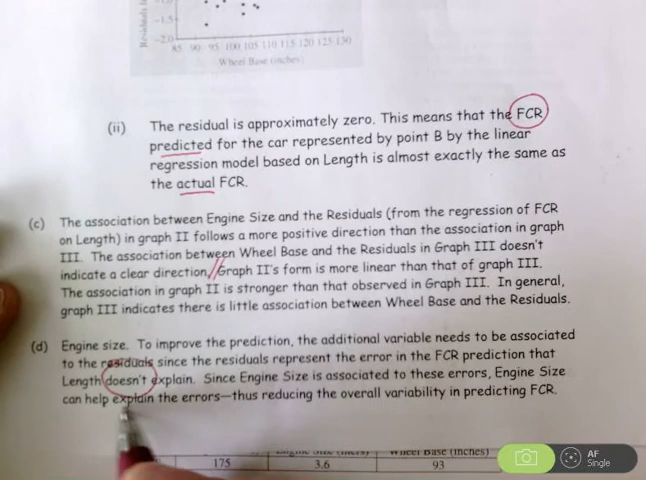 -1.5
-2.0
85 90 95 100 105 110 115 120 125 130
Wheel Base (inches)
(ii) The residual is approximately zero. This means that the FCR
predicted for the car represented by point B by the linear
regression model based on Length is almost exactly the same as
the actual FCR.
(c) The association between Engine Size and the Residuals (from the regression of FCR
on Length) in graph II follows a more positive direction than the association in graph
III. The association between Wheel Base and the Residuals in Graph III doesn't
indicate a clear direction. Graph II's form is more linear than that of graph III.
The association in graph II is stronger than that observed in Graph III. In general,
graph III indicates there is little association between Wheel Base and the Residuals.
(d) Engine size. To improve the prediction, the additional variable needs to be associated
to the residuals since the residuals represent the error in the FCR prediction that
Length doesn't explain. Since Engine Size is associated to these errors, Engine Size
can help explain the errors—thus reducing the overall variability in predicting FCR.
Wheel Base (inches)
175 3.6 93
AF
Single